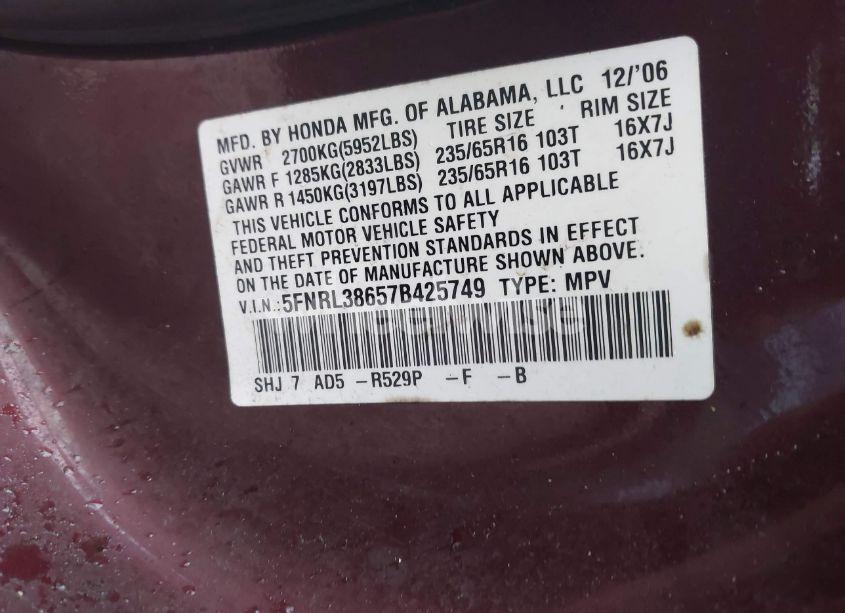 MFD. BY HONDA MFG. OF ALABAMA, LLC 12/'06
GVWR 2700KG(5952LBS) TIRE SIZE RIM SIZE
GAWR F 1285KG(2833LBS) 235/65R16 103T 16X7J
GAWR R 1450KG(3197LBS) 235/65R16 103T 16X7J
THIS VEHICLE CONFORMS TO ALL APPLICABLE
FEDERAL MOTOR VEHICLE SAFETY
AND THEFT PREVENTION STANDARDS IN EFFECT
ON THE DATE OF MANUFACTURE SHOWN ABOVE.
V.I.N.:5FNRL38657B425749 TYPE: MPV
SHJ 7 AD5 -R529P -F -B